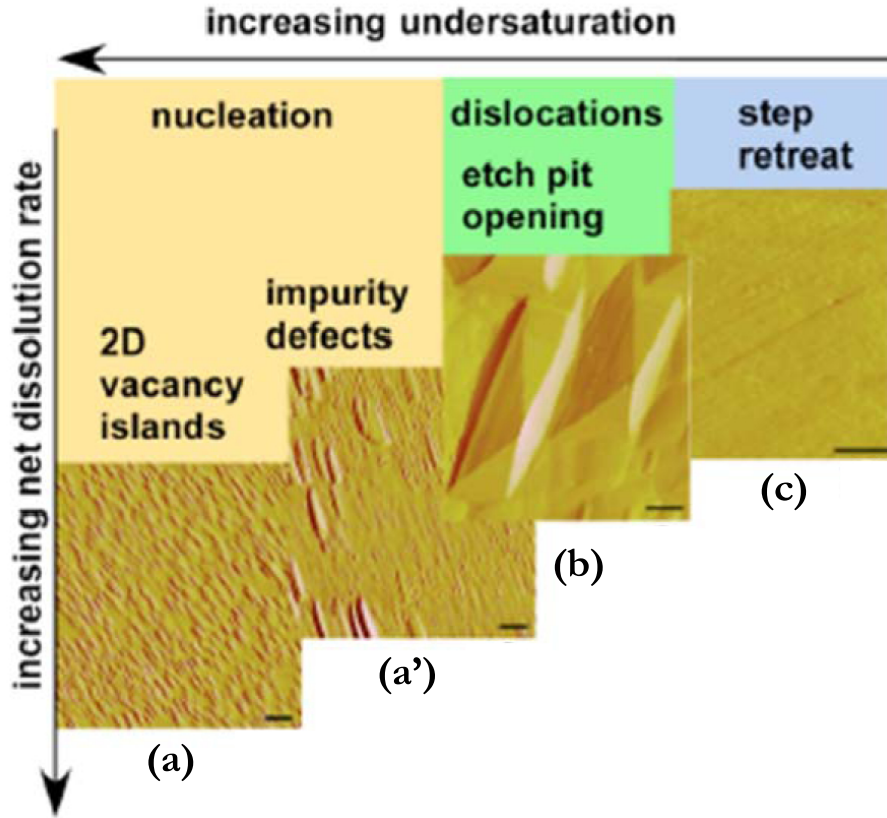 increasing undersaturation
increasing net dissolution rate
nucleation
dislocations
step
retreat
etch pit
opening
impurity
defects
2D
vacancy
islands
(c)
(b)
(a’)
(a)